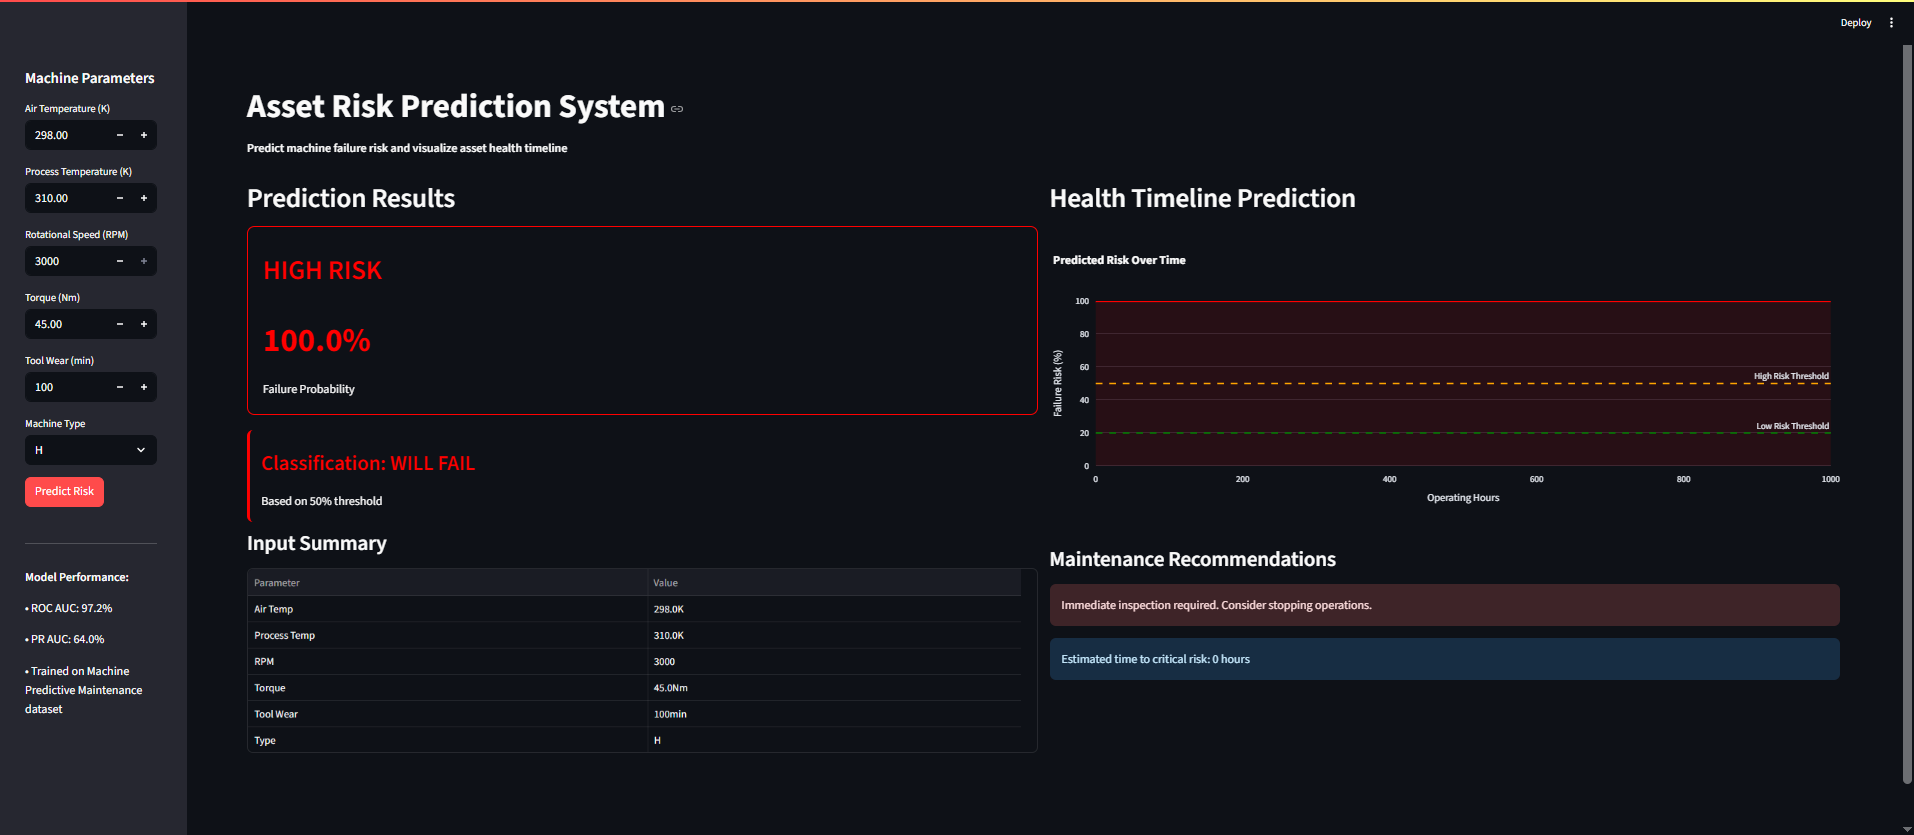 Deploy
Machine Parameters
Air Temperature (K)
298.00
Process Temperature (K)
310.00
Rotational Speed (RPM)
3000
Torque (Nm)
45.00
Tool Wear (min)
100
Machine Type
H
Predict Risk
Model Performance:
• ROC AUC: 97.2%
• PR AUC: 64.0%
• Trained on Machine
Predictive Maintenance
dataset
Asset Risk Prediction System
Predict machine failure risk and visualize asset health timeline
Prediction Results
HIGH RISK
100.0%
Failure Probability
Classification: WILL FAIL
Based on 50% threshold
Input Summary
Parameter Value
Air Temp 298.0K
Process Temp 310.0K
RPM 3000
Torque 45.0Nm
Tool Wear 100min
Type H
Health Timeline Prediction
Predicted Risk Over Time
Failure Risk (%)
100
80
60
High Risk Threshold
40
Low Risk Threshold
20
0
0 200 400 600 800 1000
Operating Hours
Maintenance Recommendations
Immediate inspection required. Consider stopping operations.
Estimated time to critical risk: 0 hours